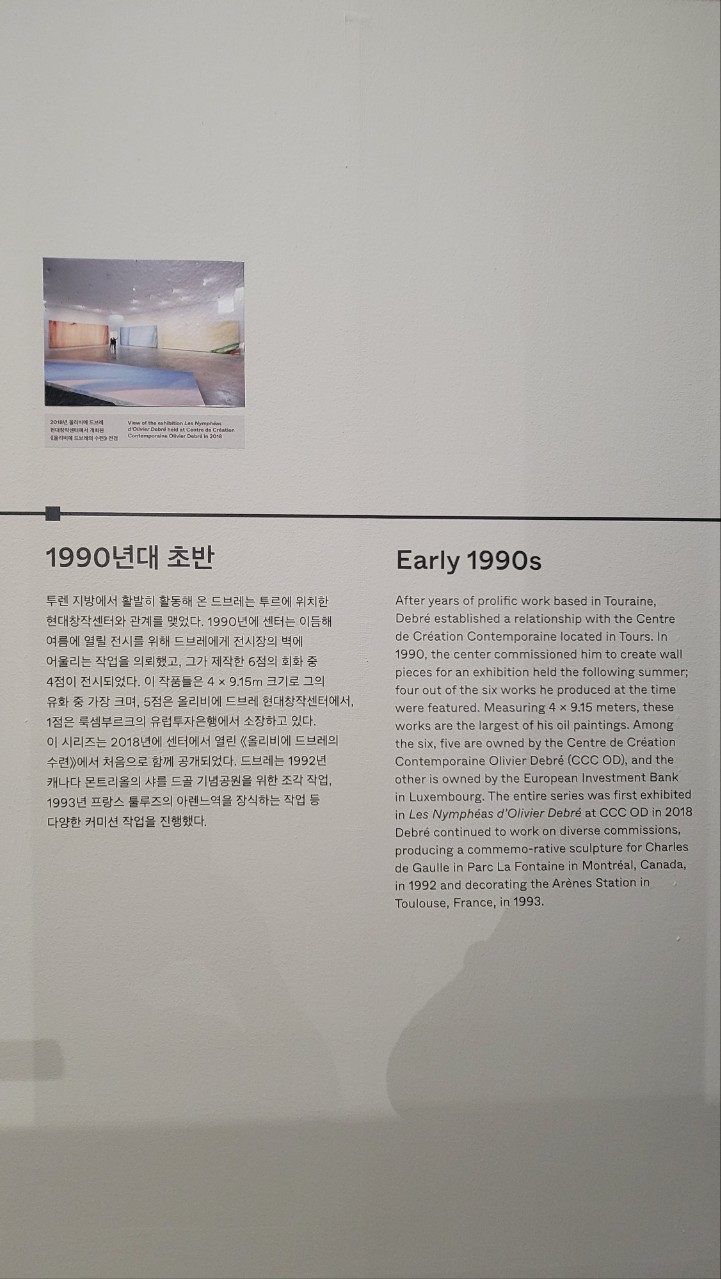 2018년 올리비에 드브레
현대창작센터에서 개최된
《올리비에 드브레의 수련》 전경
View of the exhibition Les Nymphéas
d'Olivier Debré held at Centre de Création
Contemporaine Olivier Debré in 2018
1990년대 초반
투렌 지방에서 활발히 활동해 온 드브레는 투르에 위치한
현대창작센터와 관계를 맺었다. 1990년에 센터는 이듬해
여름에 열릴 전시를 위해 드브레에게 전시장의 벽에
어울리는 작업을 의뢰했고, 그가 제작한 6점의 회화 중
4점이 전시되었다. 이 작품들은 4 × 9.15m 크기로 그의
유화 중 가장 크며, 5점은 올리비에 드브레 현대창작센터에서,
1점은 룩셈부르크의 유럽투자은행에서 소장하고 있다.
이 시리즈는 2018년에 센터에서 열린 《올리비에 드브레의
수련》에서 처음으로 함께 공개되었다. 드브레는 1992년
캐나다 몬트리올의 샤를 드골 기념공원을 위한 조각 작업,
1993년 프랑스 툴루즈의 아렌느역을 장식하는 작업 등
다양한 커미션 작업을 진행했다.
Early 1990s
After years of prolific work based in Touraine,
Debré established a relationship with the Centre
de Création Contemporaine located in Tours. In
1990, the center commissioned him to create wall
pieces for an exhibition held the following summer;
four out of the six works he produced at the time
were featured. Measuring 4 × 9.15 meters, these
works are the largest of his oil paintings. Among
the six, five are owned by the Centre de Création
Contemporaine Olivier Debré (CCC OD), and the
other is owned by the European Investment Bank
in Luxembourg. The entire series was first exhibited
in Les Nymphéas d'Olivier Debré at CCC OD in 2018
Debré continued to work on diverse commissions,
producing a commemo-rative sculpture for Charles
de Gaulle in Parc La Fontaine in Montréal, Canada,
in 1992 and decorating the Arènes Station in
Toulouse, France, in 1993.